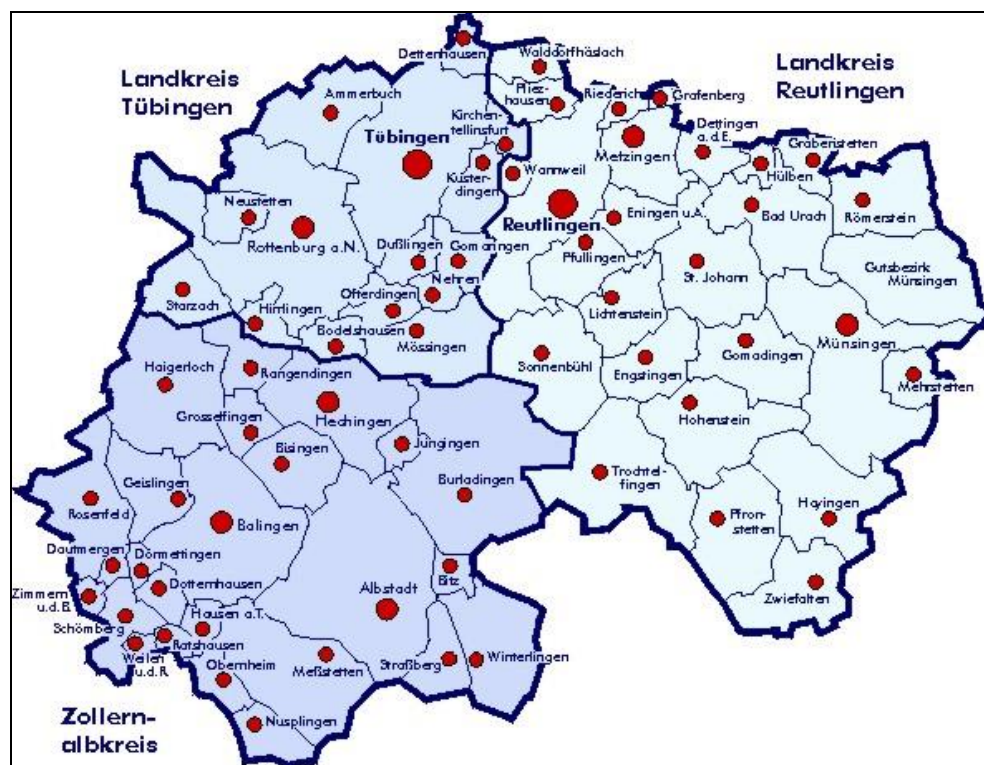 Dettenhausen
Walddorfhäslach
Landkreis
Tübingen
Landkreis
Reutlingen
Ammerbuch
Pliez-
hausen
Riederich
Grafenberg
Kirchen-
tellinsfurt
Tübingen
Metzingen
Dettingen
a.d.E.
Grabenstetten
Hülben
Kuster-
dingen
Wannweil
Neustetten
Rottenburg a.N.
Reutlingen
Eningen u.A.
Bad Urach
Römerstein
Dußlingen
Gomaringen
Pfullingen
St. Johann
Gutsbezirk
Münsingen
Nehren
Starzach
Ofterdingen
Lichtenstein
Hirrlingen
Bodelshausen
Mössingen
Sonnenbühl
Engstingen
Gomadingen
Münsingen
Haigerloch
Rangendingen
Mehrstetten
Grosselfingen
Hechingen
Hohenstein
Jungingen
Bisingen
Trochtel-
fingen
Geislingen
Burladingen
Rosenfeld
Balingen
Pfron-
stetten
Hayingen
Dautmergen
Dormettingen
Dotternhausen
Bitz
Zimmern
u.d.B.
Albstadt
Zwiefalten
Schömberg
Hausen a.T.
Ratshausen
Weilen
u.d.R.
Obernheim
Meßstetten
Straßberg
Winterlingen
Zollern-
albkreis
Nusplingen